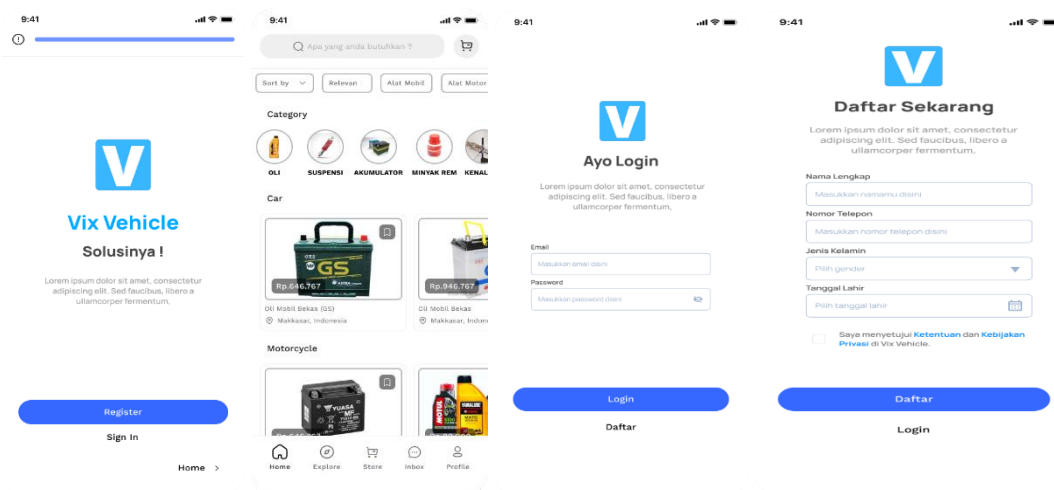 9:41
V
Vix Vehicle
Solusinya !
Lorem ipsum dolor sit amet, consectetur
adipiscing elit. Sed faucibus, libero a
ullamcorper fermentum,
Register
Sign In
Home >
9:41
Apa yang anda butuhkan ?
Sort by
Relevan
Alat Mobil
Alat Motor
Category
OLI
SUSPENSI
AKUMULATOR
MINYAK REM
KENAL
Car
GS
Rp.646.767
Rp.946.767
Oli Mobil Bekas (GS)
Oli Mobil Bekas
Makkasar, Indonesia
Makkasar, Indon
Motorcycle
YUASA
MF
MOTUL
YAMALUBE
Home
Explore
Store
Inbox
Profile
9:41
V
Ayo Login
Lorem ipsum dolor sit amet, consectetur
adipiscing elit. Sed faucibus, libero a
ullamcorper fermentum,
Email
Masukkan email disini
Password
Masukkan password disini
Login
Daftar
9:41
V
Daftar Sekarang
Lorem ipsum dolor sit amet, consectetur
adipiscing elit. Sed faucibus, libero a
ullamcorper fermentum,
Nama Lengkap
Masukkan namamu disini
Nomor Telepon
Masukkan nomor telepon disini
Jenis Kelamin
Pilih gender
Tanggal Lahir
Pilih tanggal lahir
Saya menyetujui Ketentuan dan Kebijakan
Privasi di Vix Vehicle.
Daftar
Login